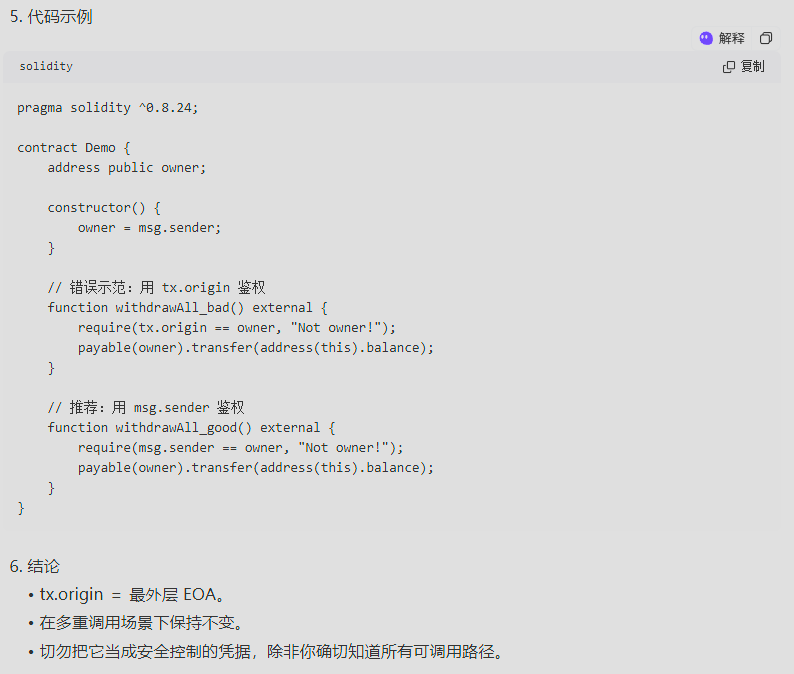 5. 代码示例
解释
solidity
复制
pragma solidity ^0.8.24;
contract Demo {
    address public owner;
    constructor() {
        owner = msg.sender;
    }
    // 错误示范：用 tx.origin 鉴权
    function withdrawAll_bad() external {
        require(tx.origin == owner, "Not owner!");
        payable(owner).transfer(address(this).balance);
    }
    // 推荐：用 msg.sender 鉴权
    function withdrawAll_good() external {
        require(msg.sender == owner, "Not owner!");
        payable(owner).transfer(address(this).balance);
    }
}
6. 结论
• tx.origin = 最外层 EOA。
• 在多重调用场景下保持不变。
• 切勿把它当成安全控制的凭据，除非你确切知道所有可调用路径。